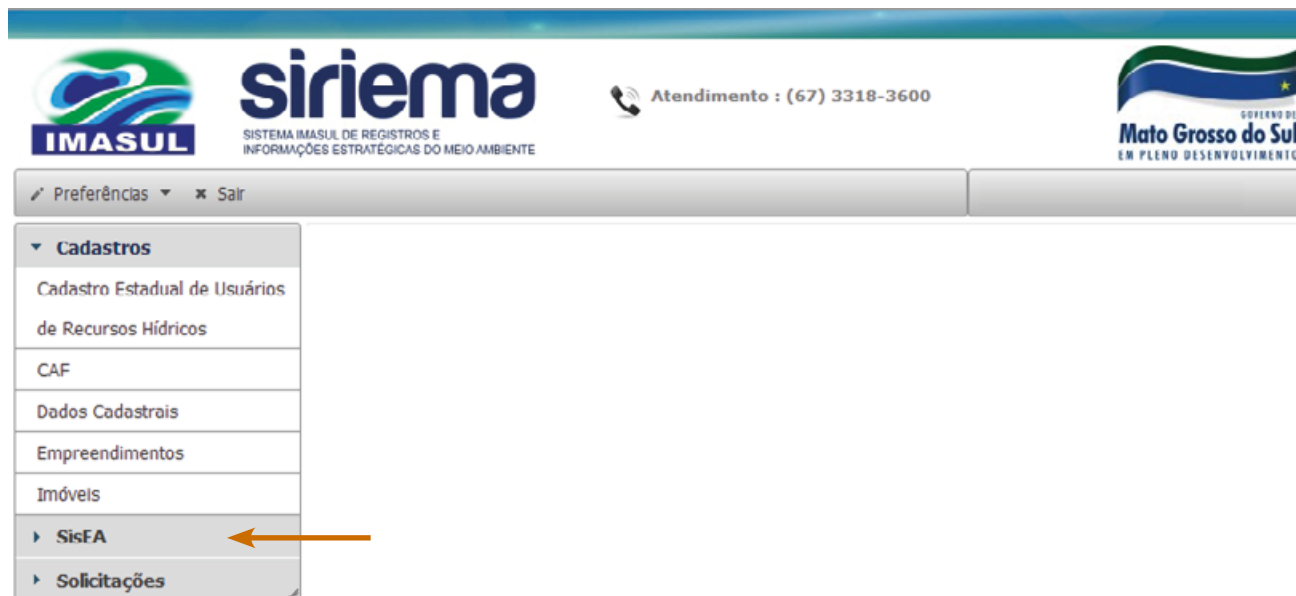 IMASUL
siriema
SISTEMA IMASUL DE REGISTROS E
INFORMAÇÕES ESTRATÉGICAS DO MEIO AMBIENTE
Atendimento : (67) 3318-3600
GOVERNO DE
Mato Grosso do Sul
EM PLENO DESENVOLVIMENTO
Preferências
Sair
Cadastros
Cadastro Estadual de Usuários
de Recursos Hídricos
CAF
Dados Cadastrais
Empreendimentos
Imóveis
SisEA
Solicitações